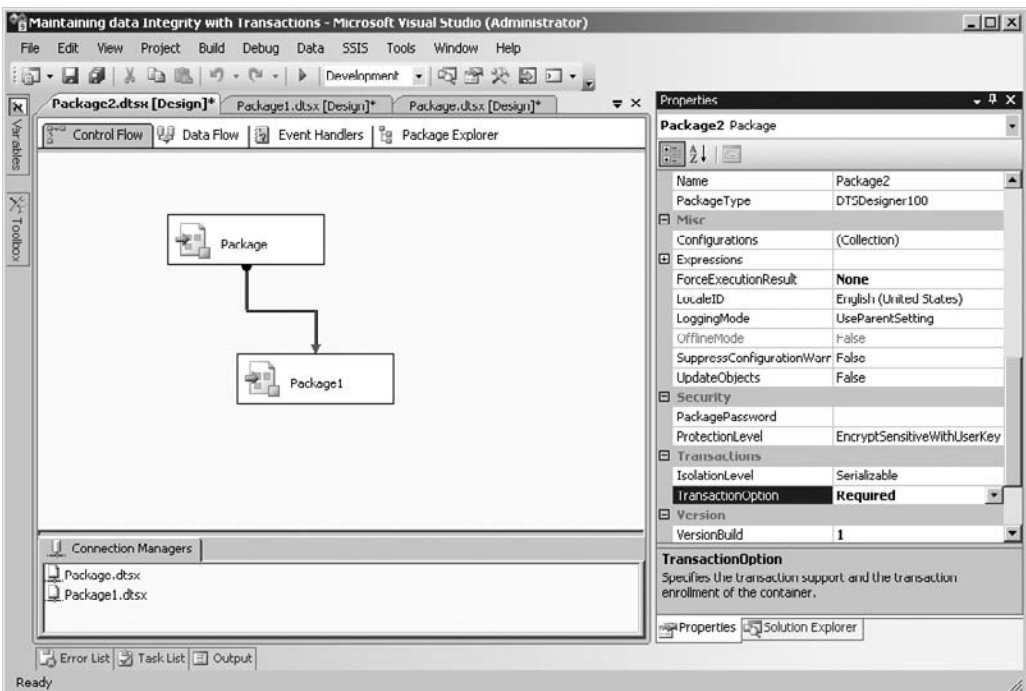 Maintaining data Integrity with Transactions - Microsoft Visual Studio (Administrator)
File Edit View Project Build Debug Data SSIS Tools Window Help
Development
Package2.dtsx [Design]* Package1.dtsx [Design]* Package.dtsx [Design]*
Control Flow Data Flow Event Handlers Package Explorer
Variables
Toolbox
Package
Package1
Connection Managers
Package.dtsx
Package1.dtsx
Properties
Package2 Package
Name Package2
PackageType DTSDesigner100
Misc
Configurations (Collection)
Expressions
ForceExecutionResult None
LocaleID English (United States)
LoggingMode UseParentSetting
OfflineMode False
SuppressConfigurationWarr False
UpdateObjects False
Security
PackagePassword
ProtectionLevel EncryptSensitiveWithUserKey
Transactions
IsolationLevel Serializable
TransactionOption Required
Version
VersionBuild 1
TransactionOption
Specifies the transaction support and the transaction
enrollment of the container.
Properties Solution Explorer
Error List Task List Output
Ready